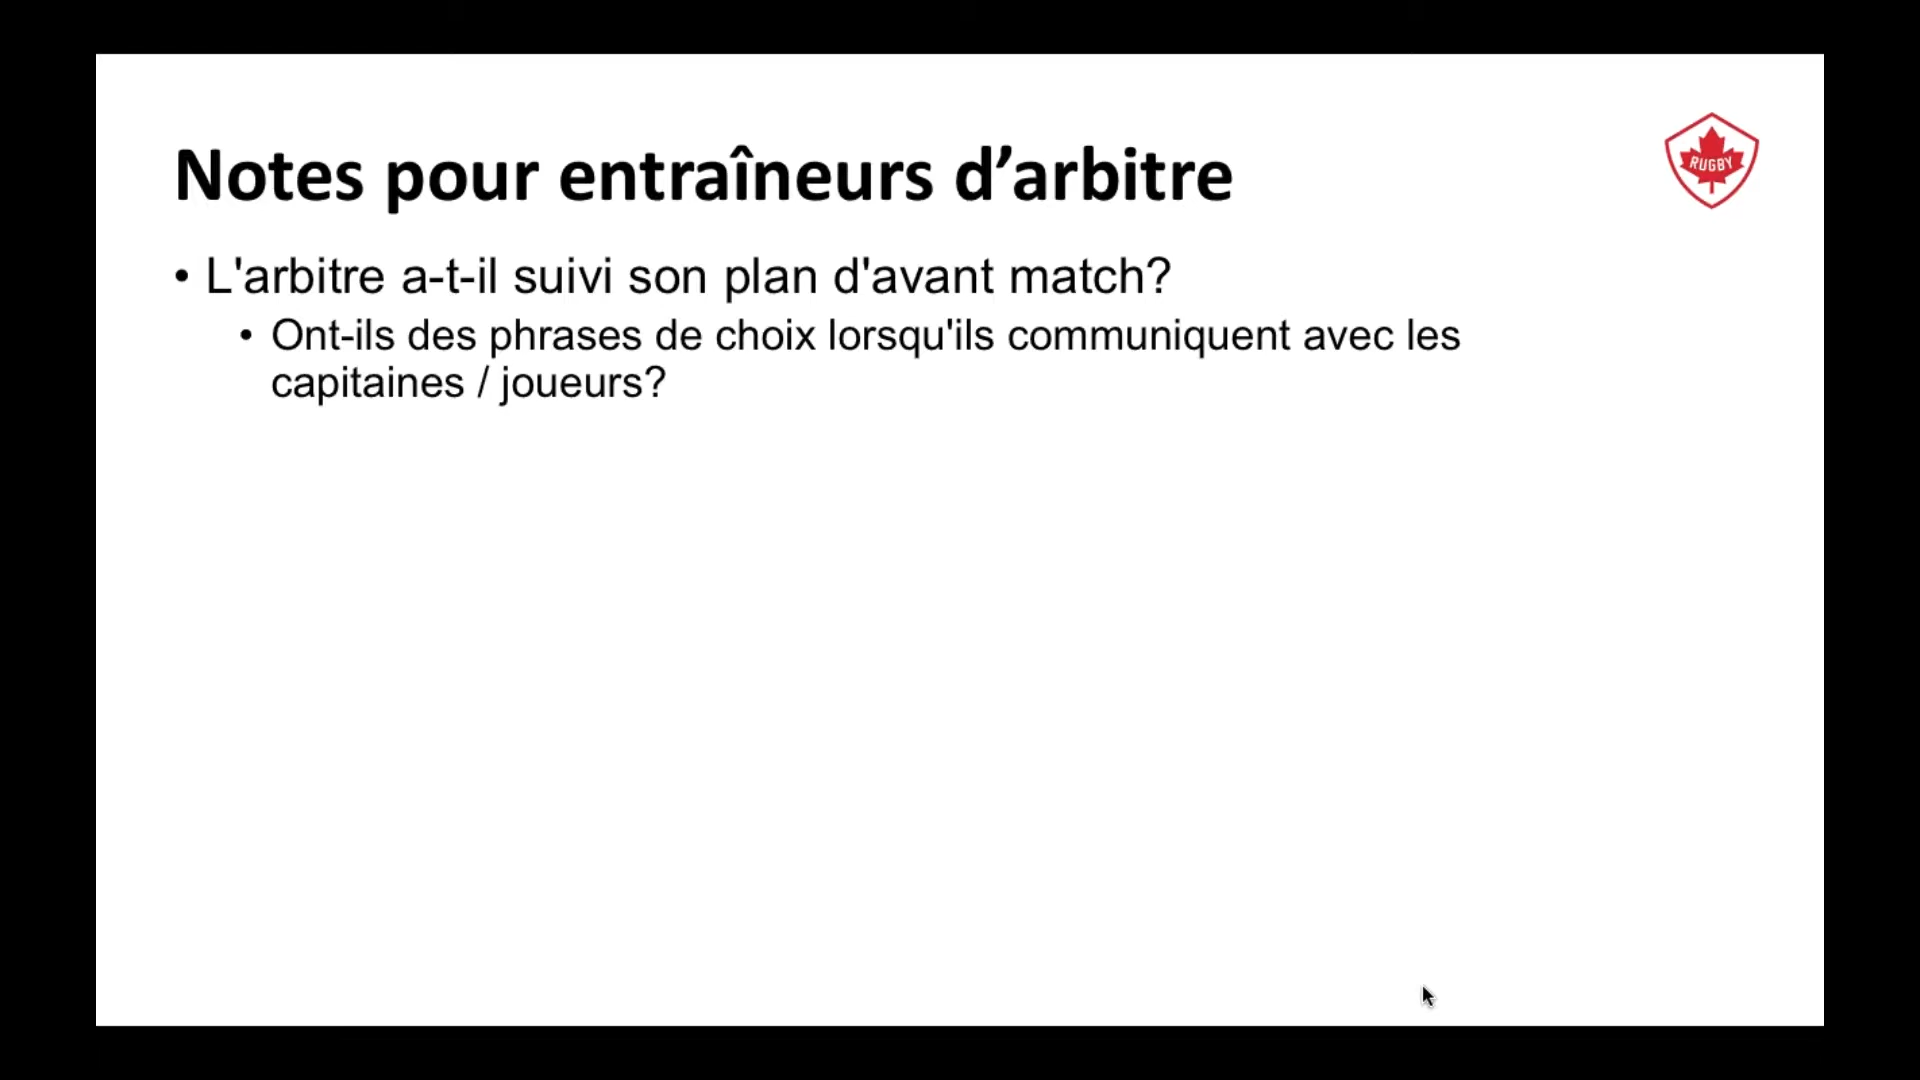 Notes pour entraîneurs d’arbitre
RUGBY
• L'arbitre a-t-il suivi son plan d'avant match?
• Ont-ils des phrases de choix lorsqu'ils communiquent avec les
capitaines / joueurs?